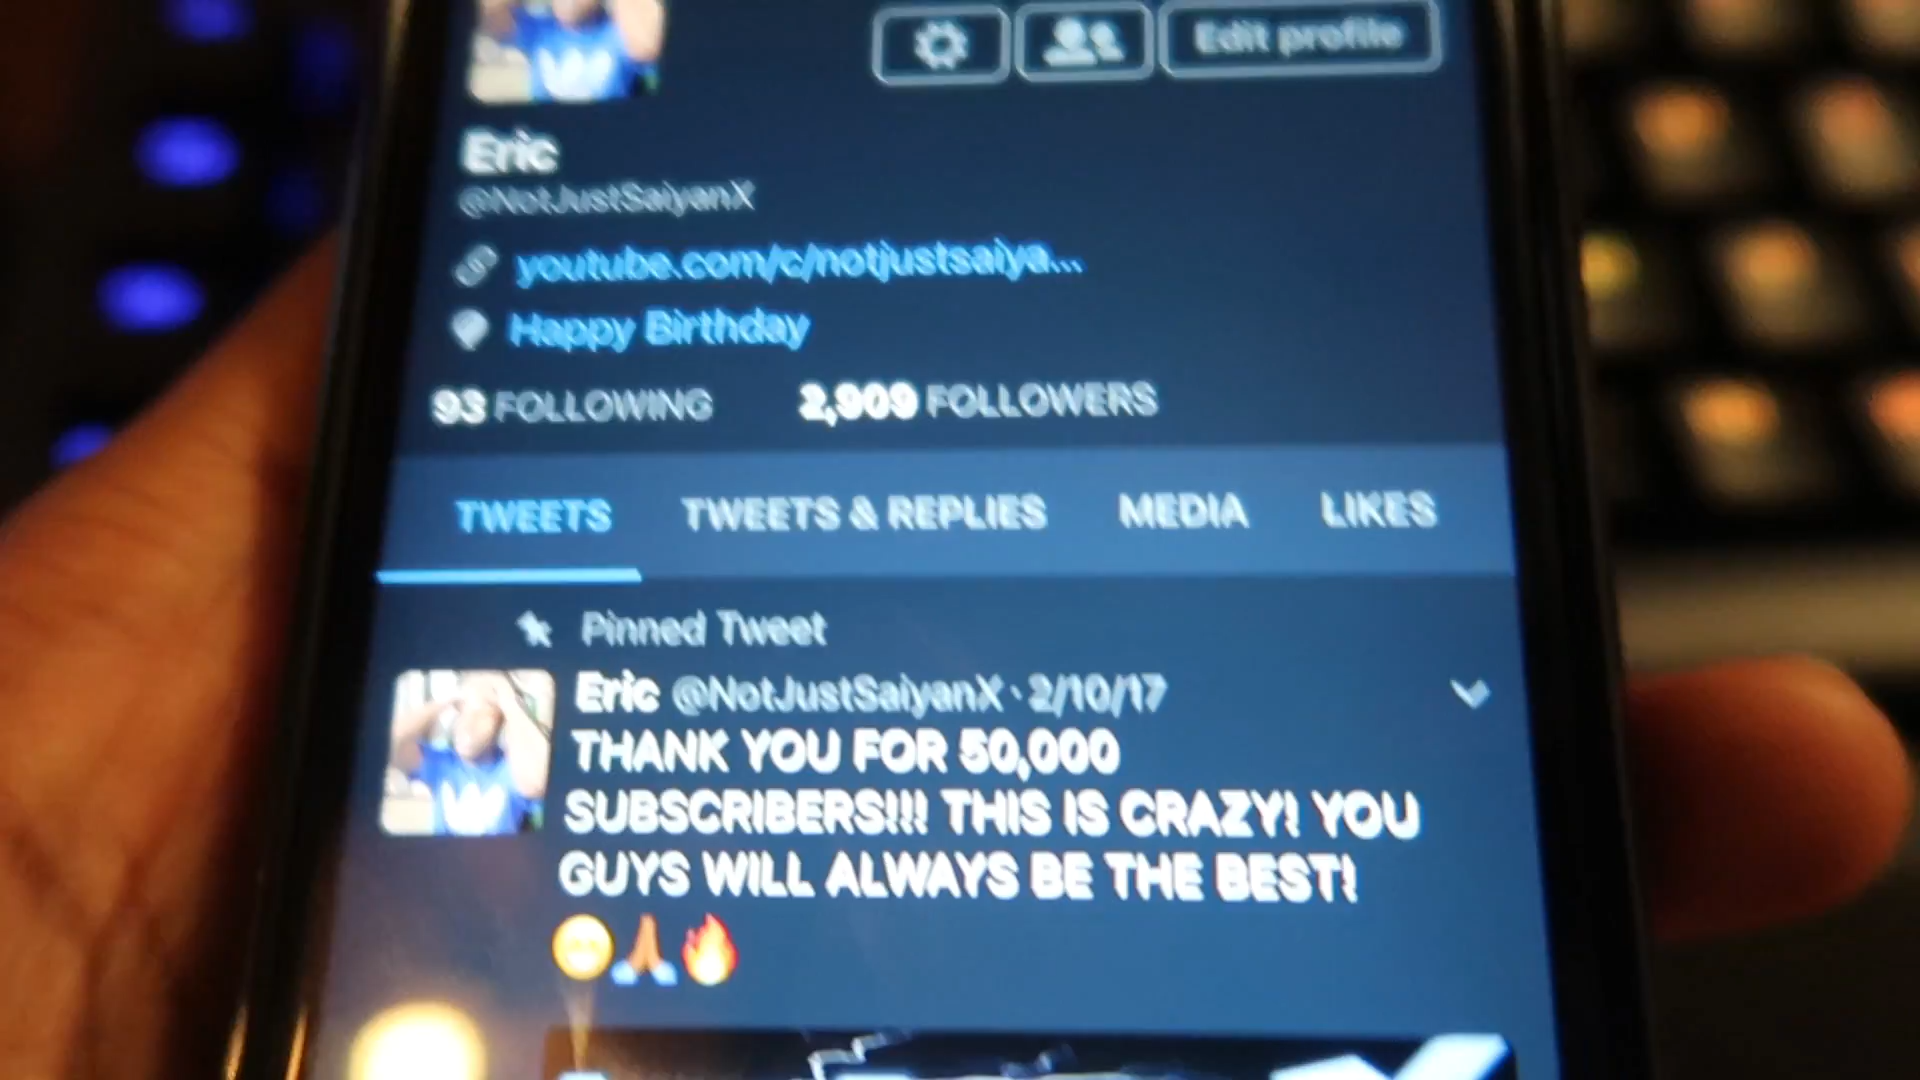 Edit profile
Eric
@NotJustSaiyanX
youtube.com/c/notjustsaiya...
Happy Birthday
93 FOLLOWING 2,909 FOLLOWERS
TWEETS TWEETS & REPLIES MEDIA LIKES
Pinned Tweet
Eric @NotJustSaiyanX · 2/10/17
THANK YOU FOR 50,000
SUBSCRIBERS!!! THIS IS CRAZY! YOU
GUYS WILL ALWAYS BE THE BEST!
😁🙏🏾🔥